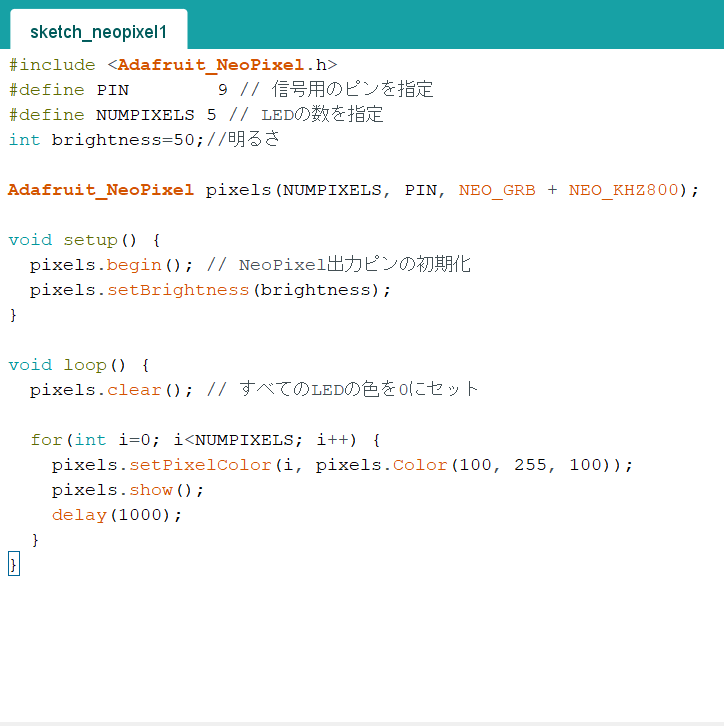 sketch_neopixel1
#include <Adafruit_NeoPixel.h>
#define PIN        9 // 信号用のピンを指定
#define NUMPIXELS 5 // LEDの数を指定
int brightness=50;//明るさ
Adafruit_NeoPixel pixels(NUMPIXELS, PIN, NEO_GRB + NEO_KHZ800);
void setup() {
  pixels.begin(); // NeoPixel出力ピンの初期化
  pixels.setBrightness(brightness);
}
void loop() {
  pixels.clear(); // すべてのLEDの色を0にセット
  for(int i=0; i<NUMPIXELS; i++) {
    pixels.setPixelColor(i, pixels.Color(100, 255, 100));
    pixels.show();
    delay(1000);
  }
}